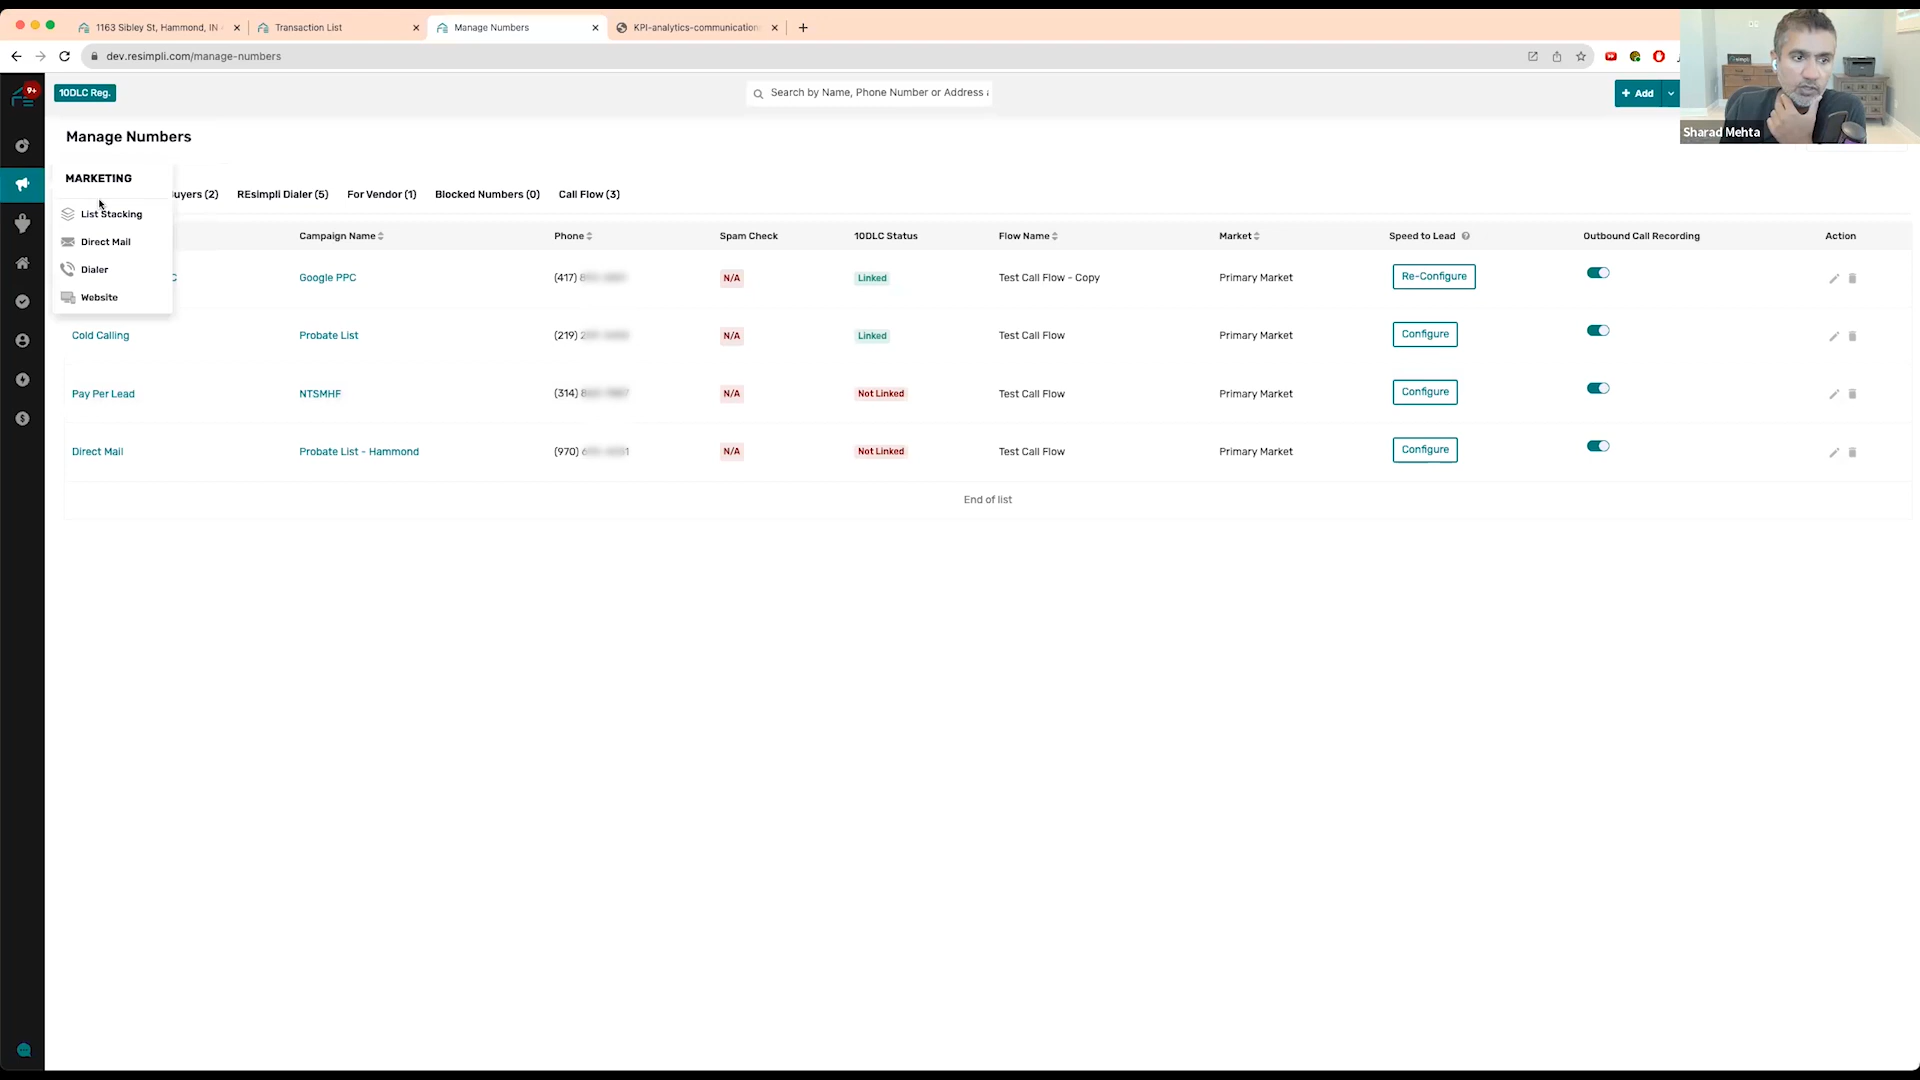 1163 Sibley St, Hammond, IN
Transaction List
Manage Numbers
KPI-analytics-communication
dev.resimpli.com/manage-numbers
9+
10DLC Reg.
Search by Name, Phone Number or Address
+ Add
Sharad Mehta
Manage Numbers
MARKETING
List Stacking
Direct Mail
Dialer
Website
uyers (2)
REsimpli Dialer (5)
For Vendor (1)
Blocked Numbers (0)
Call Flow (3)
Campaign Name
Phone
Spam Check
10DLC Status
Flow Name
Market
Speed to Lead
Outbound Call Recording
Action
C
Google PPC
(417) 8
N/A
Linked
Test Call Flow - Copy
Primary Market
Re-Configure
Cold Calling
Probate List
(219) 2
N/A
Linked
Test Call Flow
Primary Market
Configure
Pay Per Lead
NTSMHF
(314) 8
N/A
Not Linked
Test Call Flow
Primary Market
Configure
Direct Mail
Probate List - Hammond
(970) 6
N/A
Not Linked
Test Call Flow
Primary Market
Configure
End of list